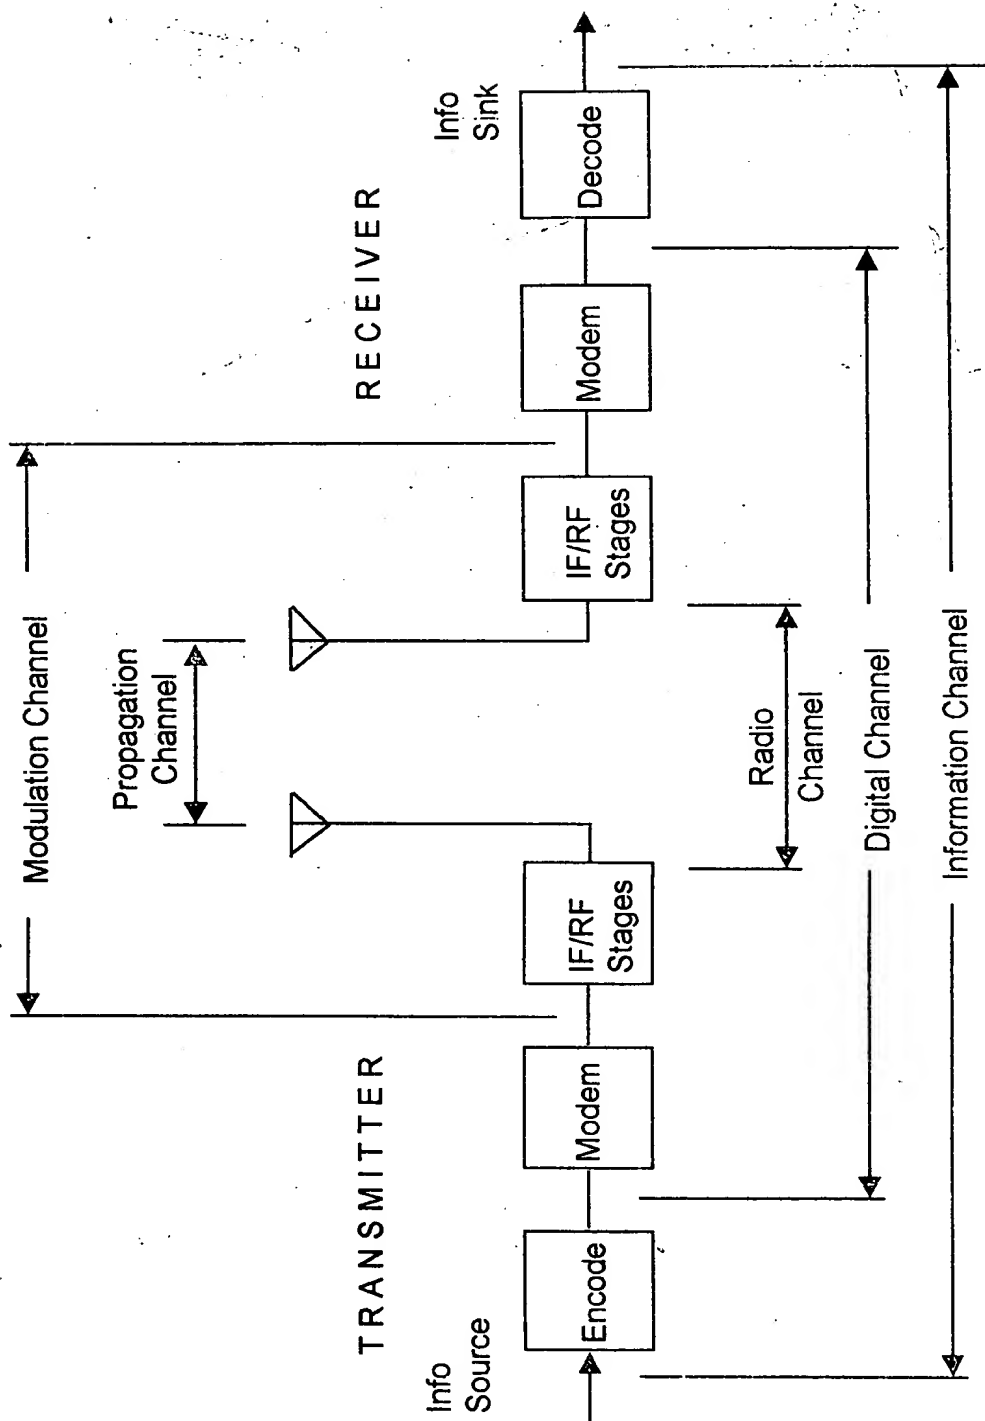 Modulation Channel
Propagation
Channel
TRANSMITTER
RECEIVER
Info
Source
Info
Sink
Encode
Modem
IF/RF
Stages
IF/RF
Stages
Modem
Decode
Radio
Channel
Digital Channel
Information Channel